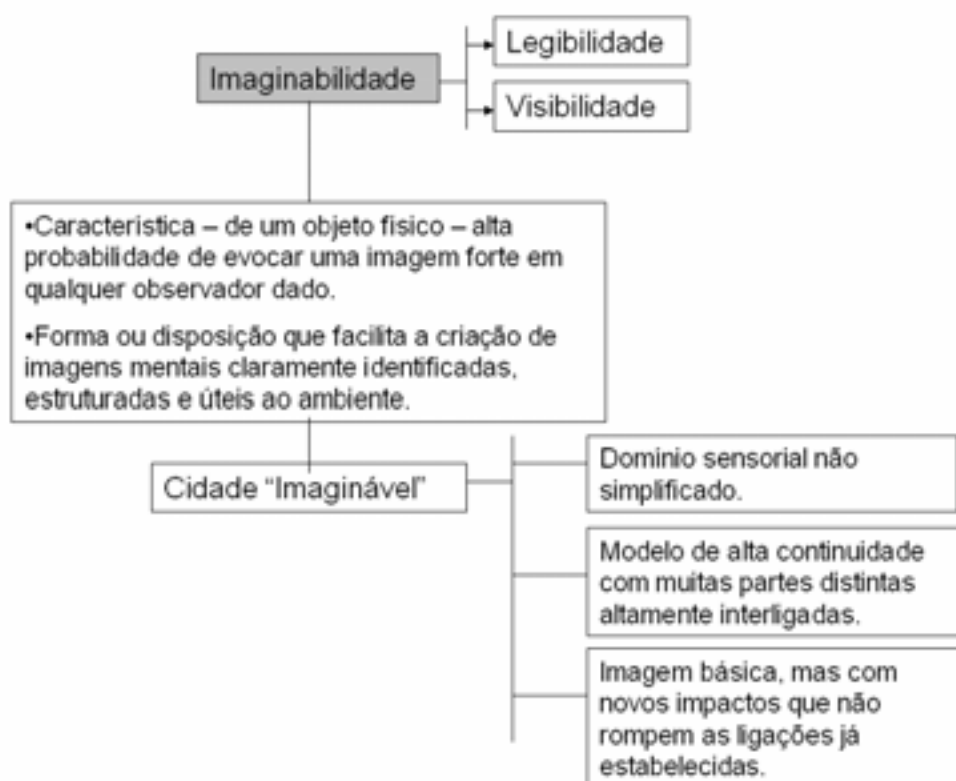 Imaginabilidade
Legibilidade
Visibilidade
•Característica – de um objeto físico – alta
probabilidade de evocar uma imagem forte em
qualquer observador dado.
•Forma ou disposição que facilita a criação de
imagens mentais claramente identificadas,
estruturadas e úteis ao ambiente.
Cidade “Imaginável”
Dominio sensorial não
simplificado.
Modelo de alta continuidade
com muitas partes distintas
altamente interligadas.
Imagem básica, mas com
novos impactos que não
rompem as ligações já
estabelecidas.